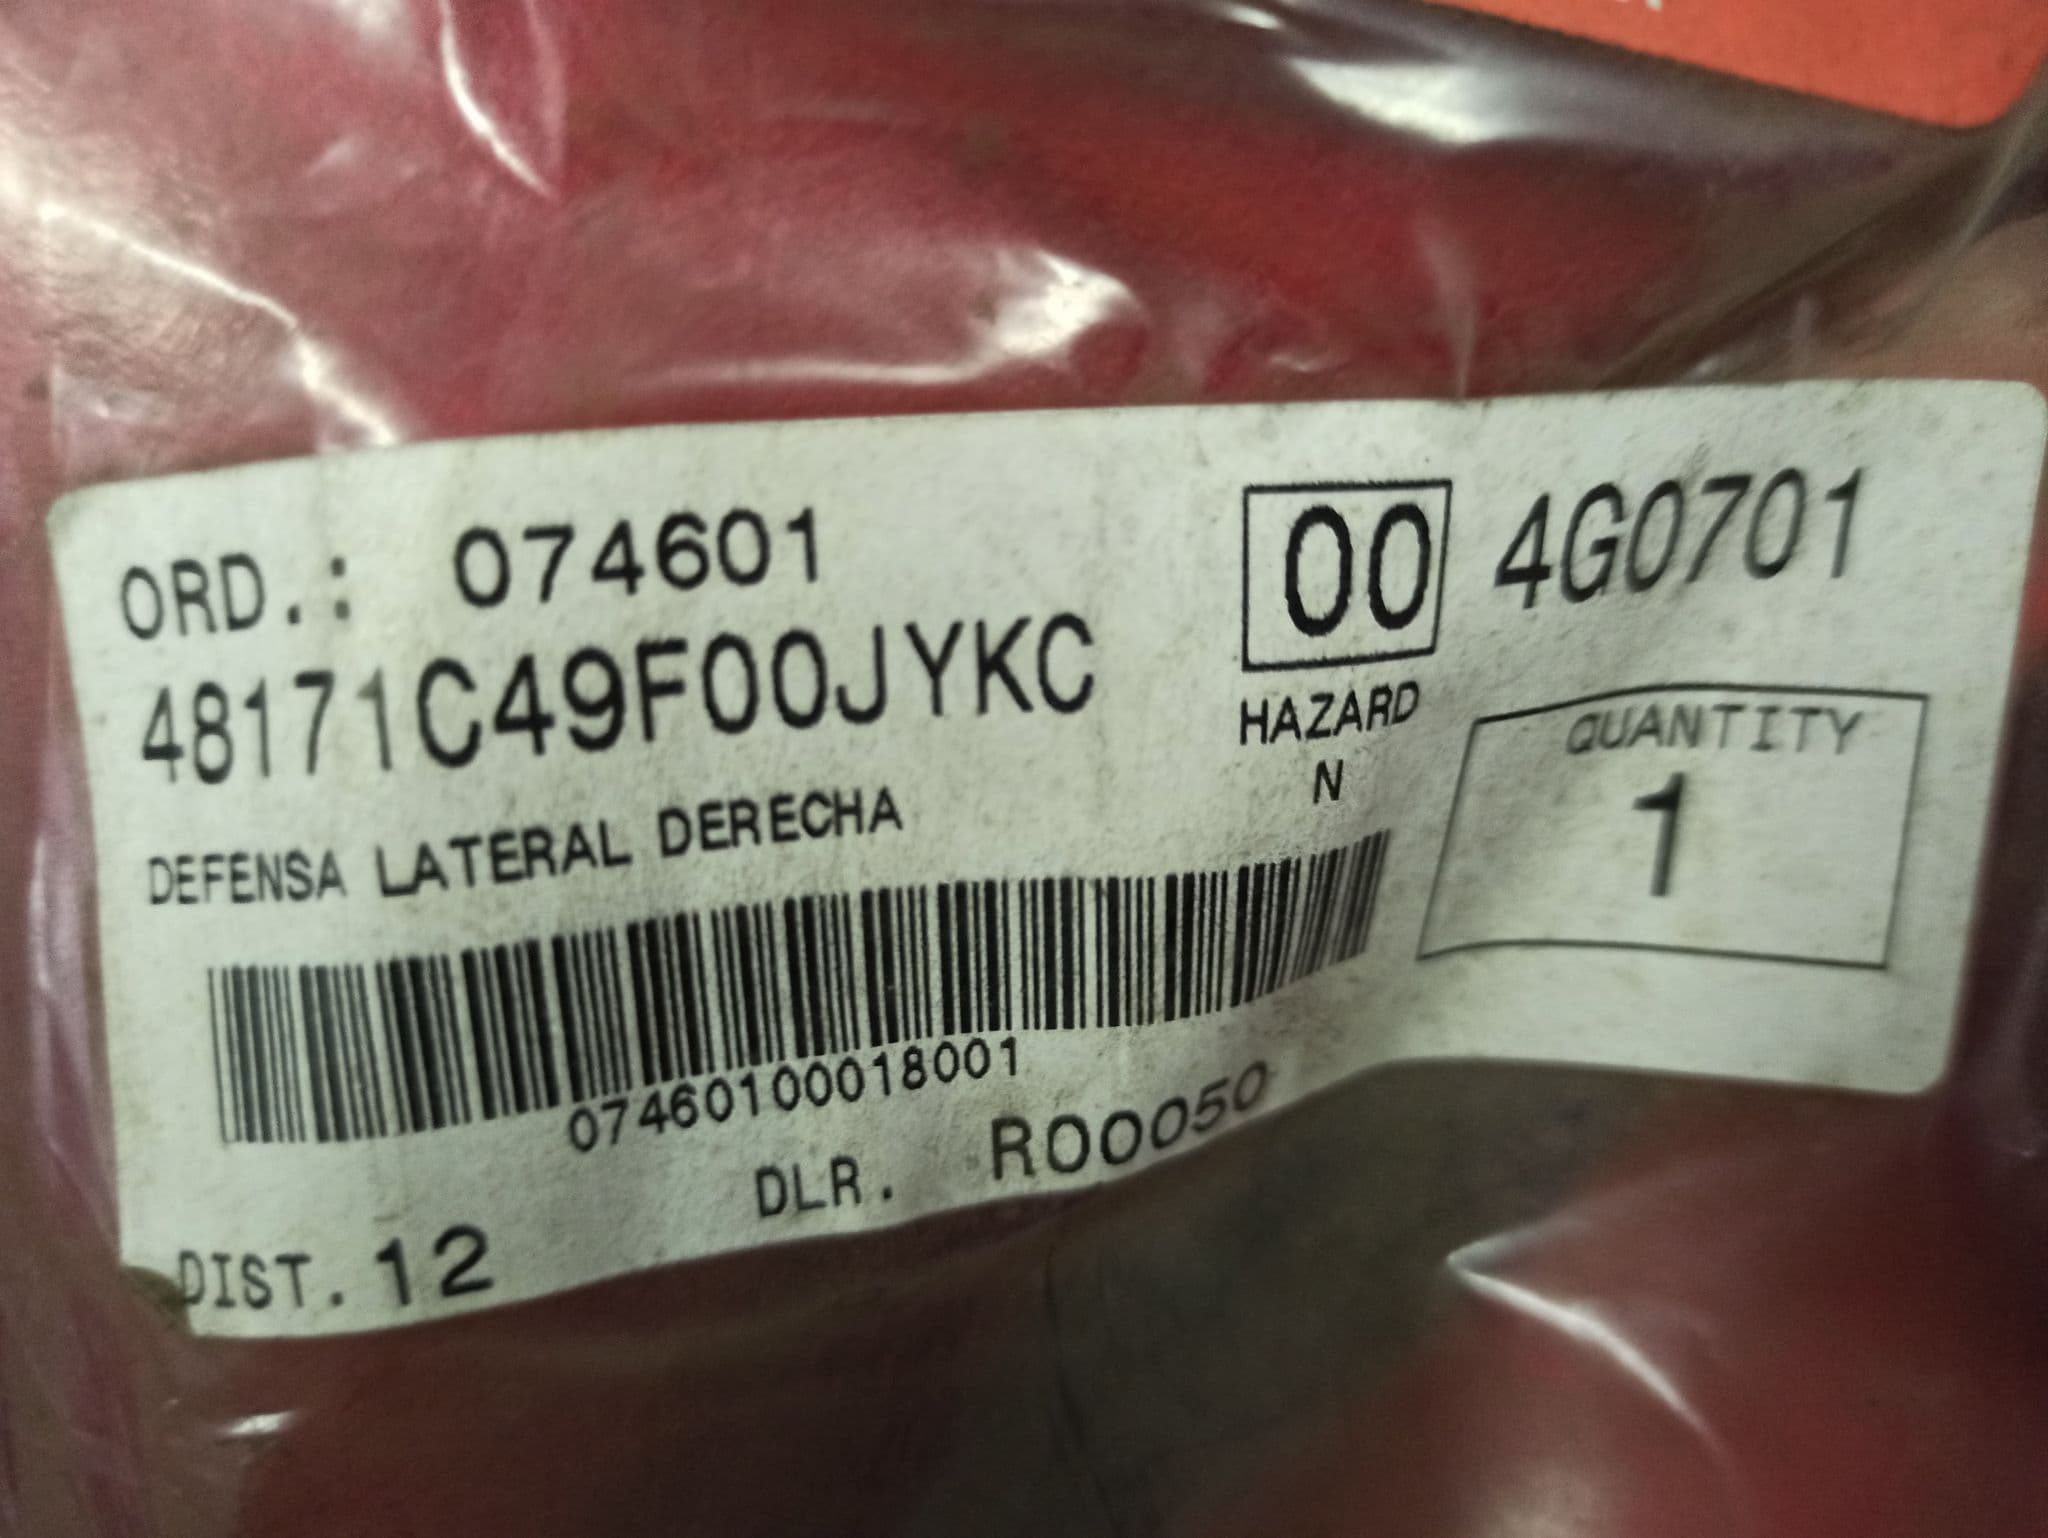 ORD.: 074601
00 4G0701
48171C49F00JYKC
HAZARD
N
QUANTITY
1
DEFENSA LATERAL DERECHA
07460100018001
DLR. R00050
DIST. 12